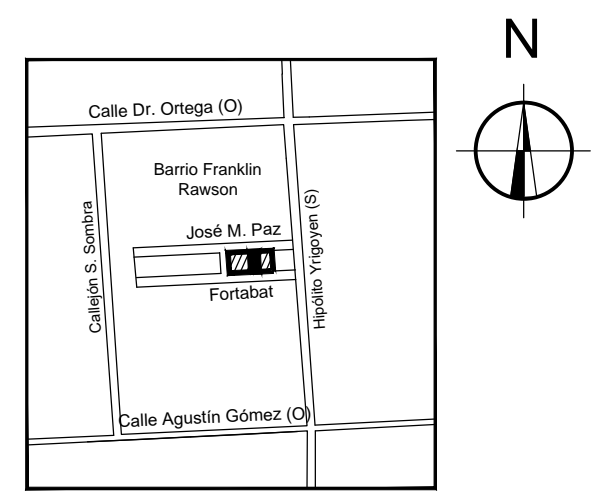 N
Calle Dr. Ortega (O)
Barrio Franklin
Rawson
José M. Paz
Callejón S. Sombra
Hipólito Yrigoyen (S)
Fortabat
Calle Agustín Gómez (O)